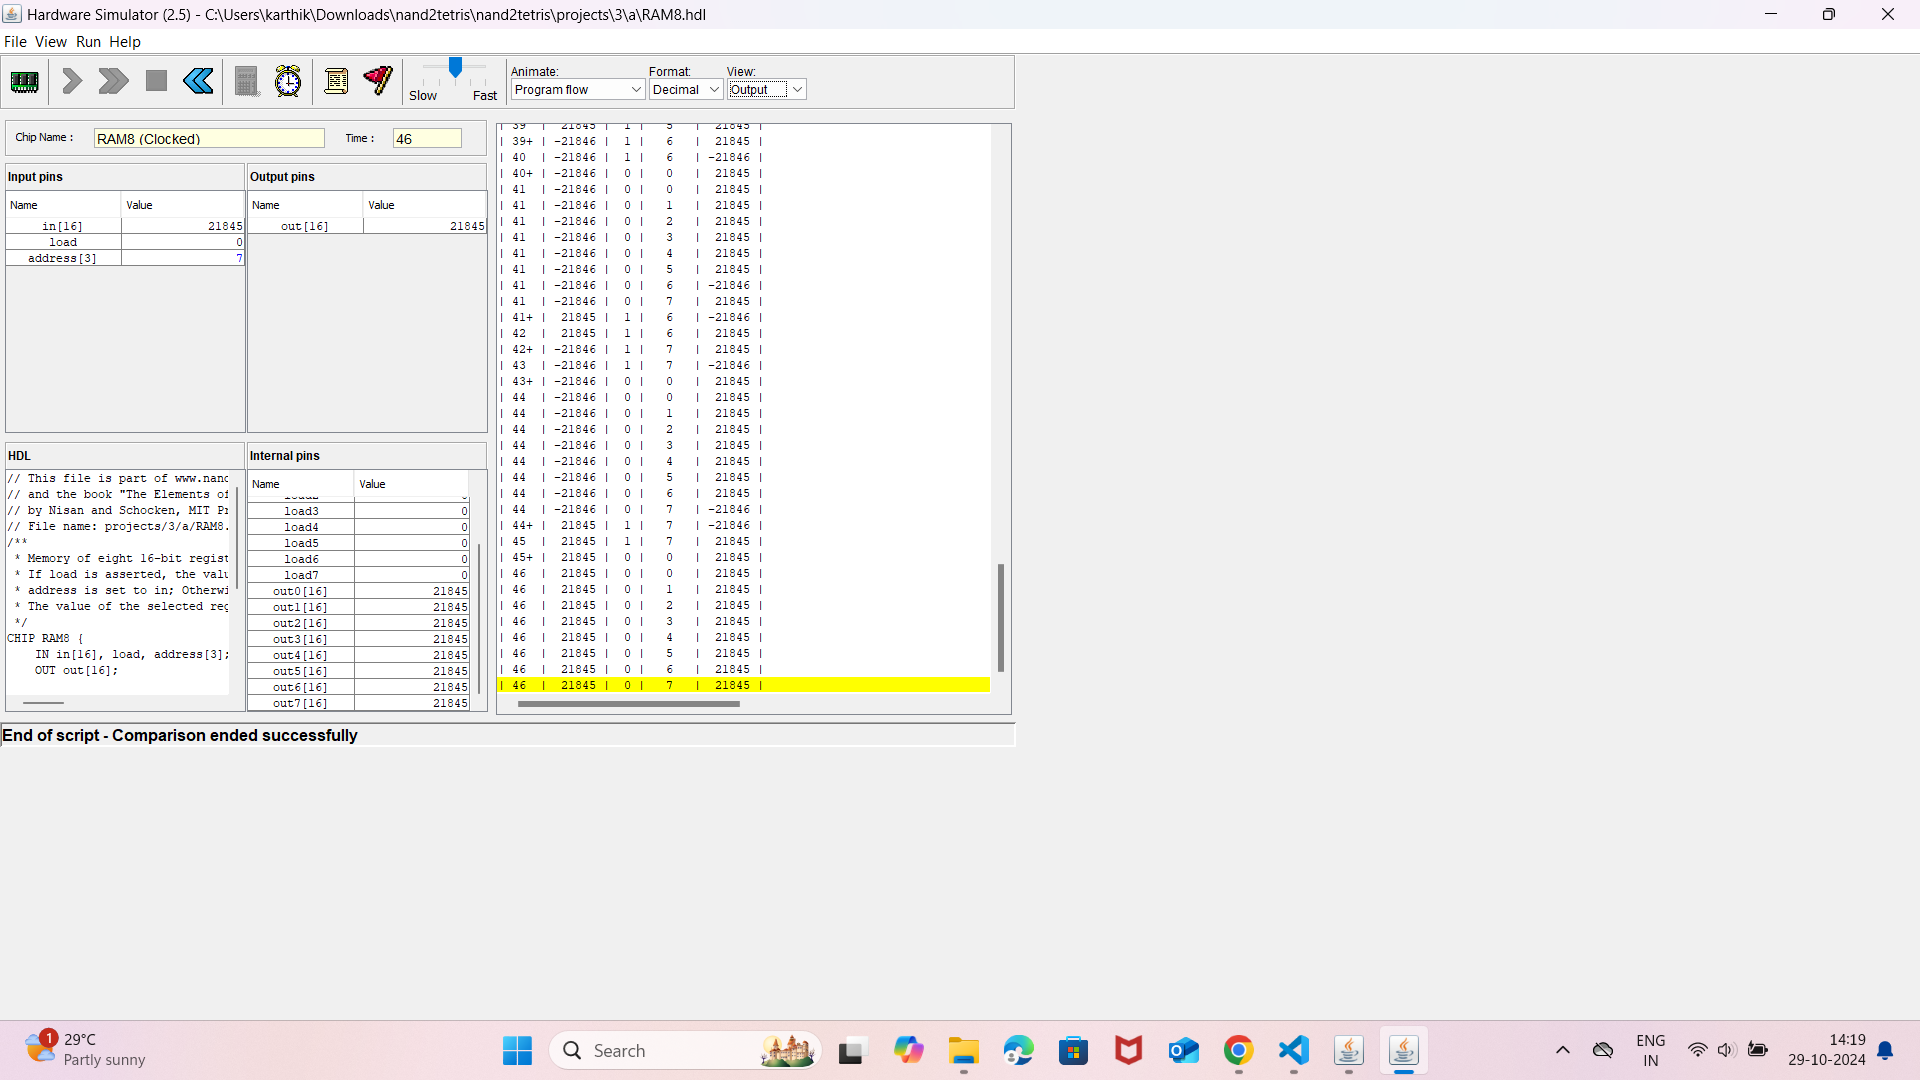 Hardware Simulator (2.5) - C:\Users\karthik\Downloads\nand2tetris\nand2tetris\projects\3\a\RAM8.hdl
File View Run Help
Slow Fast
Animate: Format: View:
Program flow Decimal Output
Chip Name : RAM8 (Clocked) Time : 46
Input pins
Name Value
in[16] 21845
load 0
address[3] 7
Output pins
Name Value
out[16] 21845
HDL
// This file is part of www.nand
// and the book "The Elements of
// by Nisan and Schocken, MIT Pr
// File name: projects/3/a/RAM8.
/**
* Memory of eight 16-bit regist
* If load is asserted, the valu
* address is set to in; Otherwi
* The value of the selected reg
*/
CHIP RAM8 {
IN in[16], load, address[3];
OUT out[16];
Internal pins
Name Value
load2 0
load3 0
load4 0
load5 0
load6 0
load7 0
out0[16] 21845
out1[16] 21845
out2[16] 21845
out3[16] 21845
out4[16] 21845
out5[16] 21845
out6[16] 21845
out7[16] 21845
| 39 | 21845 | 1 | 5 | 21845 |
| 39+ | -21846 | 1 | 6 | 21845 |
| 40 | -21846 | 1 | 6 | -21846 |
| 40+ | -21846 | 0 | 0 | 21845 |
| 41 | -21846 | 0 | 0 | 21845 |
| 41 | -21846 | 0 | 1 | 21845 |
| 41 | -21846 | 0 | 2 | 21845 |
| 41 | -21846 | 0 | 3 | 21845 |
| 41 | -21846 | 0 | 4 | 21845 |
| 41 | -21846 | 0 | 5 | 21845 |
| 41 | -21846 | 0 | 6 | -21846 |
| 41 | -21846 | 0 | 7 | 21845 |
| 41+ | 21845 | 1 | 6 | -21846 |
| 42 | 21845 | 1 | 6 | 21845 |
| 42+ | -21846 | 1 | 7 | 21845 |
| 43 | -21846 | 1 | 7 | -21846 |
| 43+ | -21846 | 0 | 0 | 21845 |
| 44 | -21846 | 0 | 0 | 21845 |
| 44 | -21846 | 0 | 1 | 21845 |
| 44 | -21846 | 0 | 2 | 21845 |
| 44 | -21846 | 0 | 3 | 21845 |
| 44 | -21846 | 0 | 4 | 21845 |
| 44 | -21846 | 0 | 5 | 21845 |
| 44 | -21846 | 0 | 6 | 21845 |
| 44 | -21846 | 0 | 7 | -21846 |
| 44+ | 21845 | 1 | 7 | -21846 |
| 45 | 21845 | 1 | 7 | 21845 |
| 45+ | 21845 | 0 | 0 | 21845 |
| 46 | 21845 | 0 | 0 | 21845 |
| 46 | 21845 | 0 | 1 | 21845 |
| 46 | 21845 | 0 | 2 | 21845 |
| 46 | 21845 | 0 | 3 | 21845 |
| 46 | 21845 | 0 | 4 | 21845 |
| 46 | 21845 | 0 | 5 | 21845 |
| 46 | 21845 | 0 | 6 | 21845 |
| 46 | 21845 | 0 | 7 | 21845 |
End of script - Comparison ended successfully
1
29°C
Partly sunny
Search
ENG
IN
14:19
29-10-2024